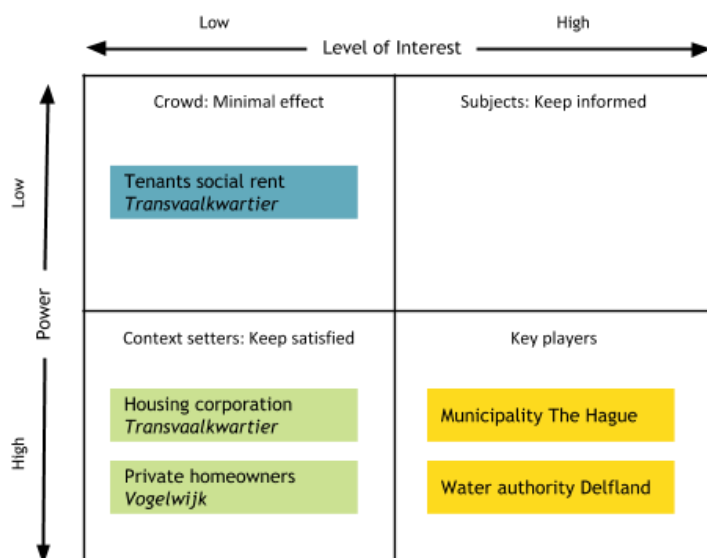 Low
High
Level of Interest
Crowd: Minimal effect
Subjects: Keep informed
Low
Tenants social rent
Transvaalkwartier
Power
Context setters: Keep satisfied
Key players
High
Housing corporation
Transvaalkwartier
Municipality The Hague
Private homeowners
Vogelwijk
Water authority Delfland